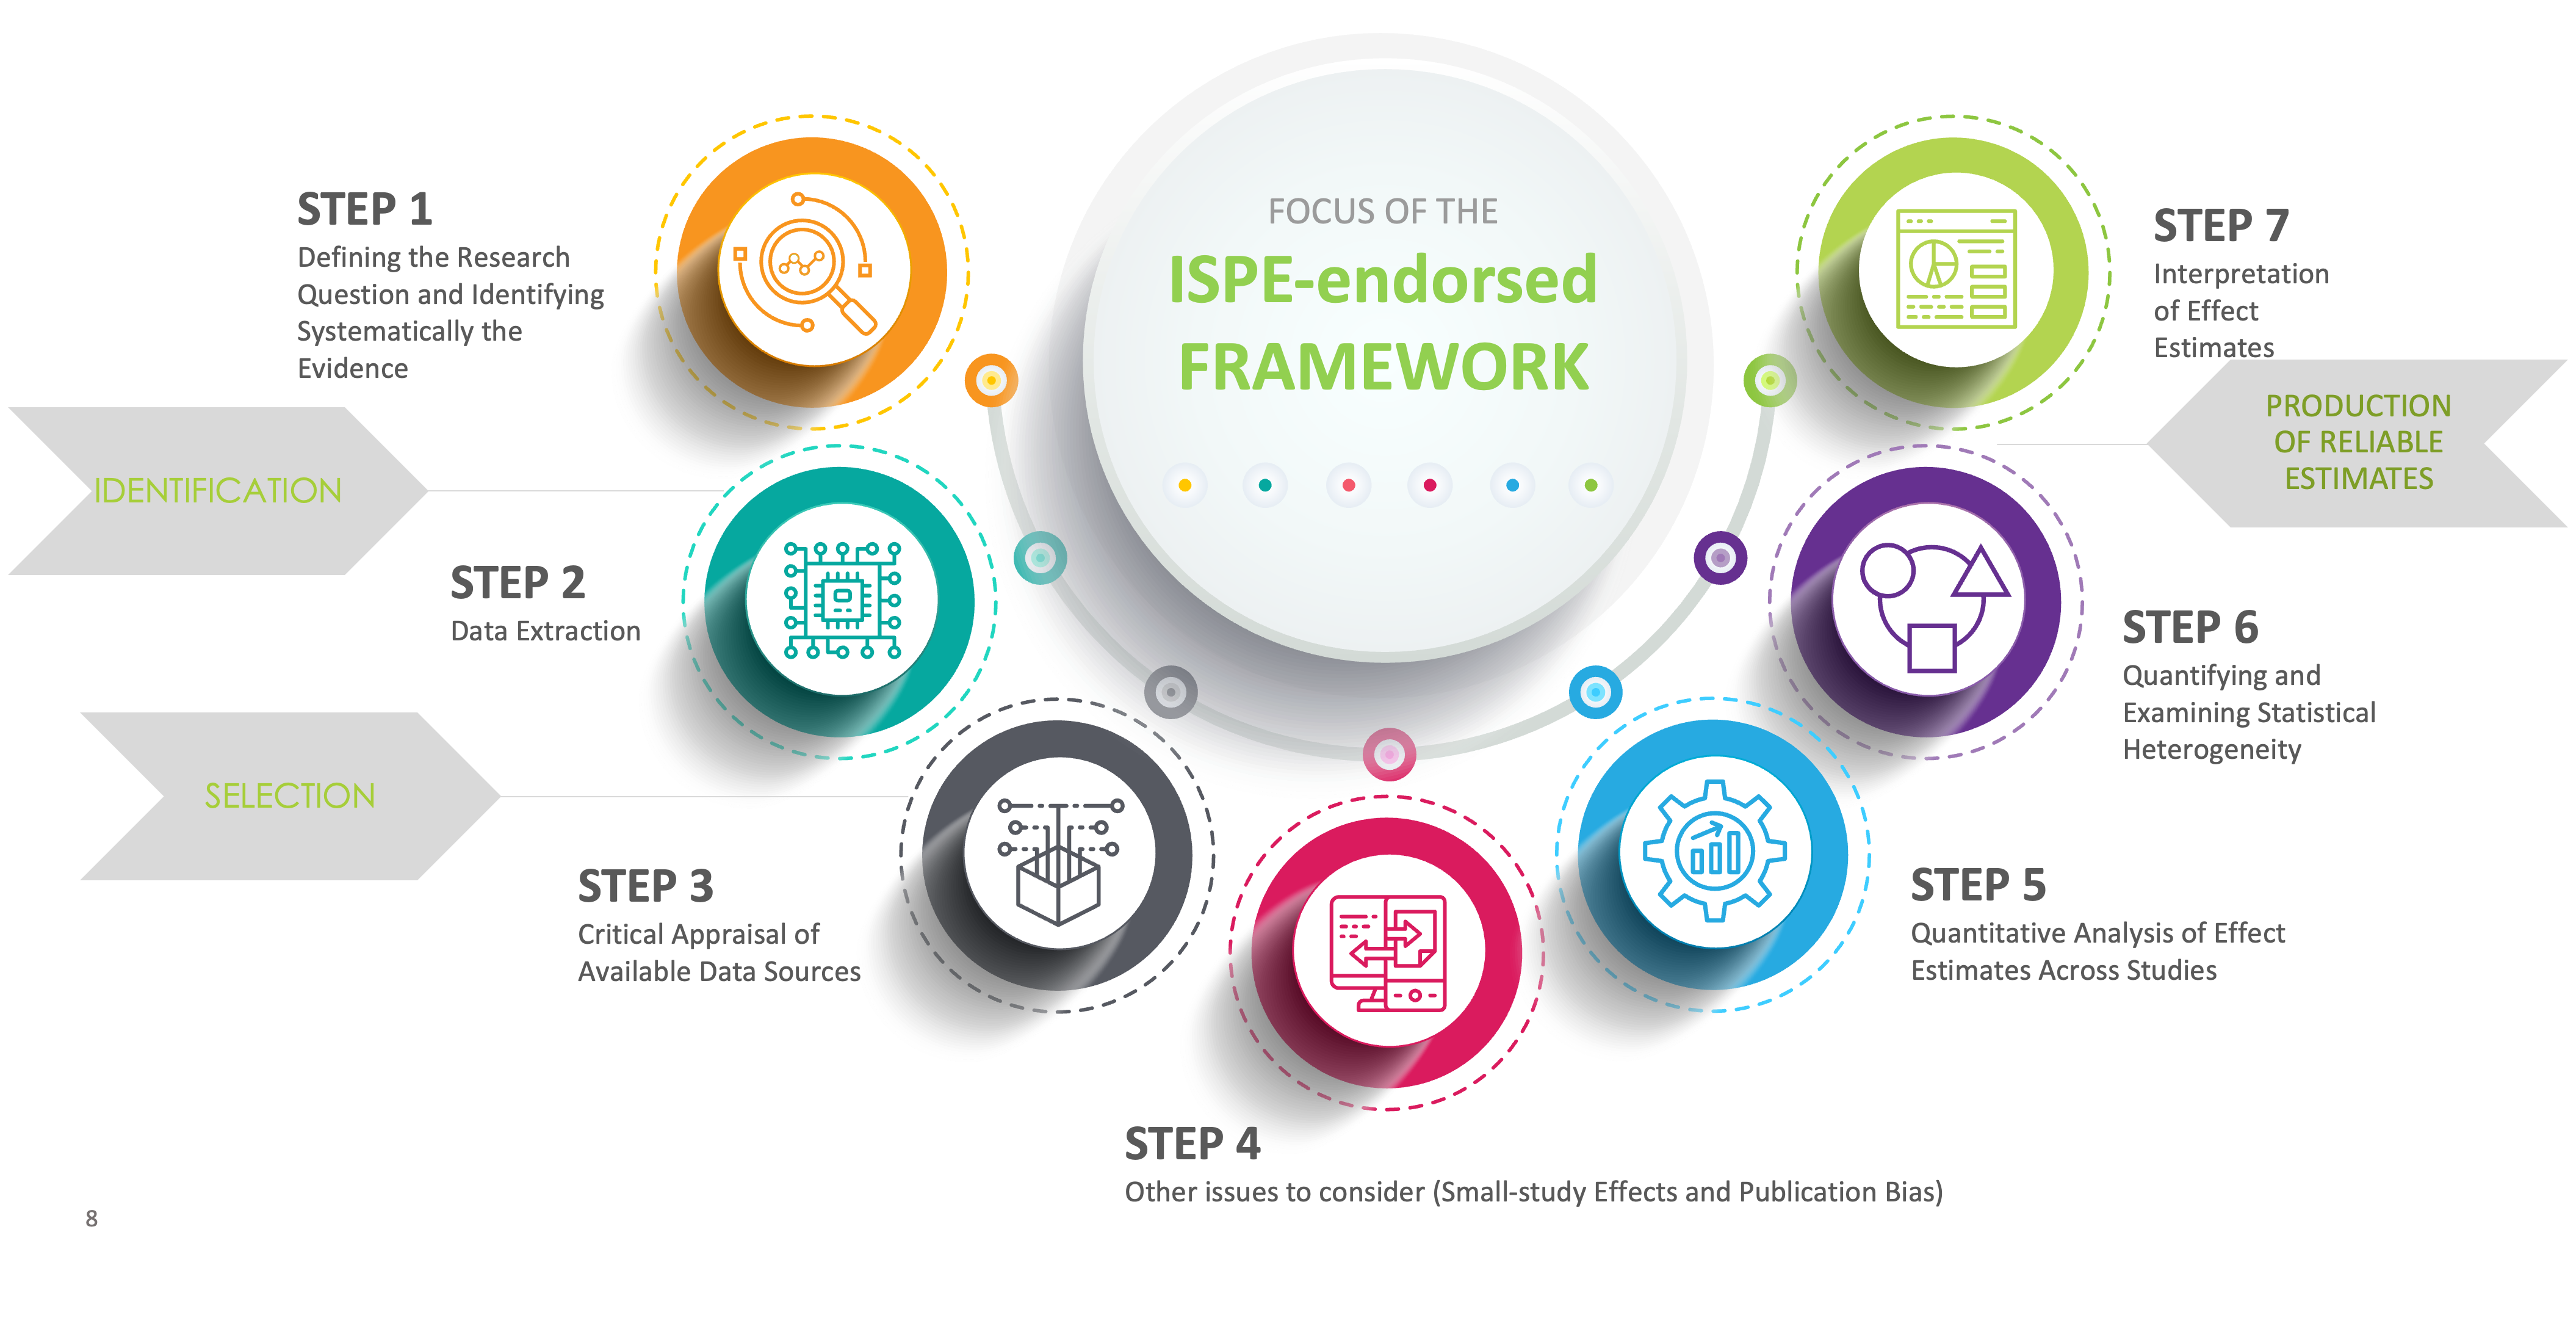 FOCUS OF THE
ISPE-endorsed
FRAMEWORK
STEP 1
Defining the Research
Question and Identifying
Systematically the
Evidence
IDENTIFICATION
STEP 2
Data Extraction
SELECTION
STEP 3
Critical Appraisal of
Available Data Sources
STEP 4
Other issues to consider (Small-study Effects and Publication Bias)
STEP 5
Quantitative Analysis of Effect
Estimates Across Studies
STEP 6
Quantifying and
Examining Statistical
Heterogeneity
STEP 7
Interpretation
of Effect
Estimates
PRODUCTION
OF RELIABLE
ESTIMATES
8